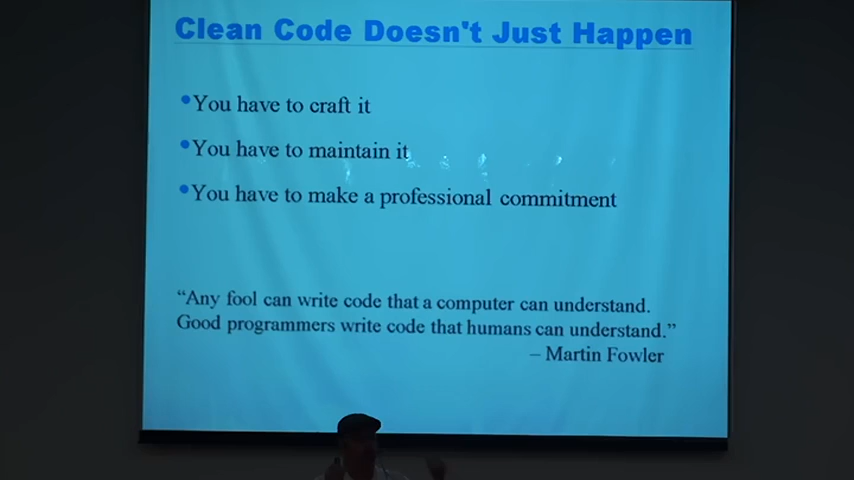 Clean Code Doesn't Just Happen
•You have to craft it
•You have to maintain it
•You have to make a professional commitment
“Any fool can write code that a computer can understand.
Good programmers write code that humans can understand.”
– Martin Fowler